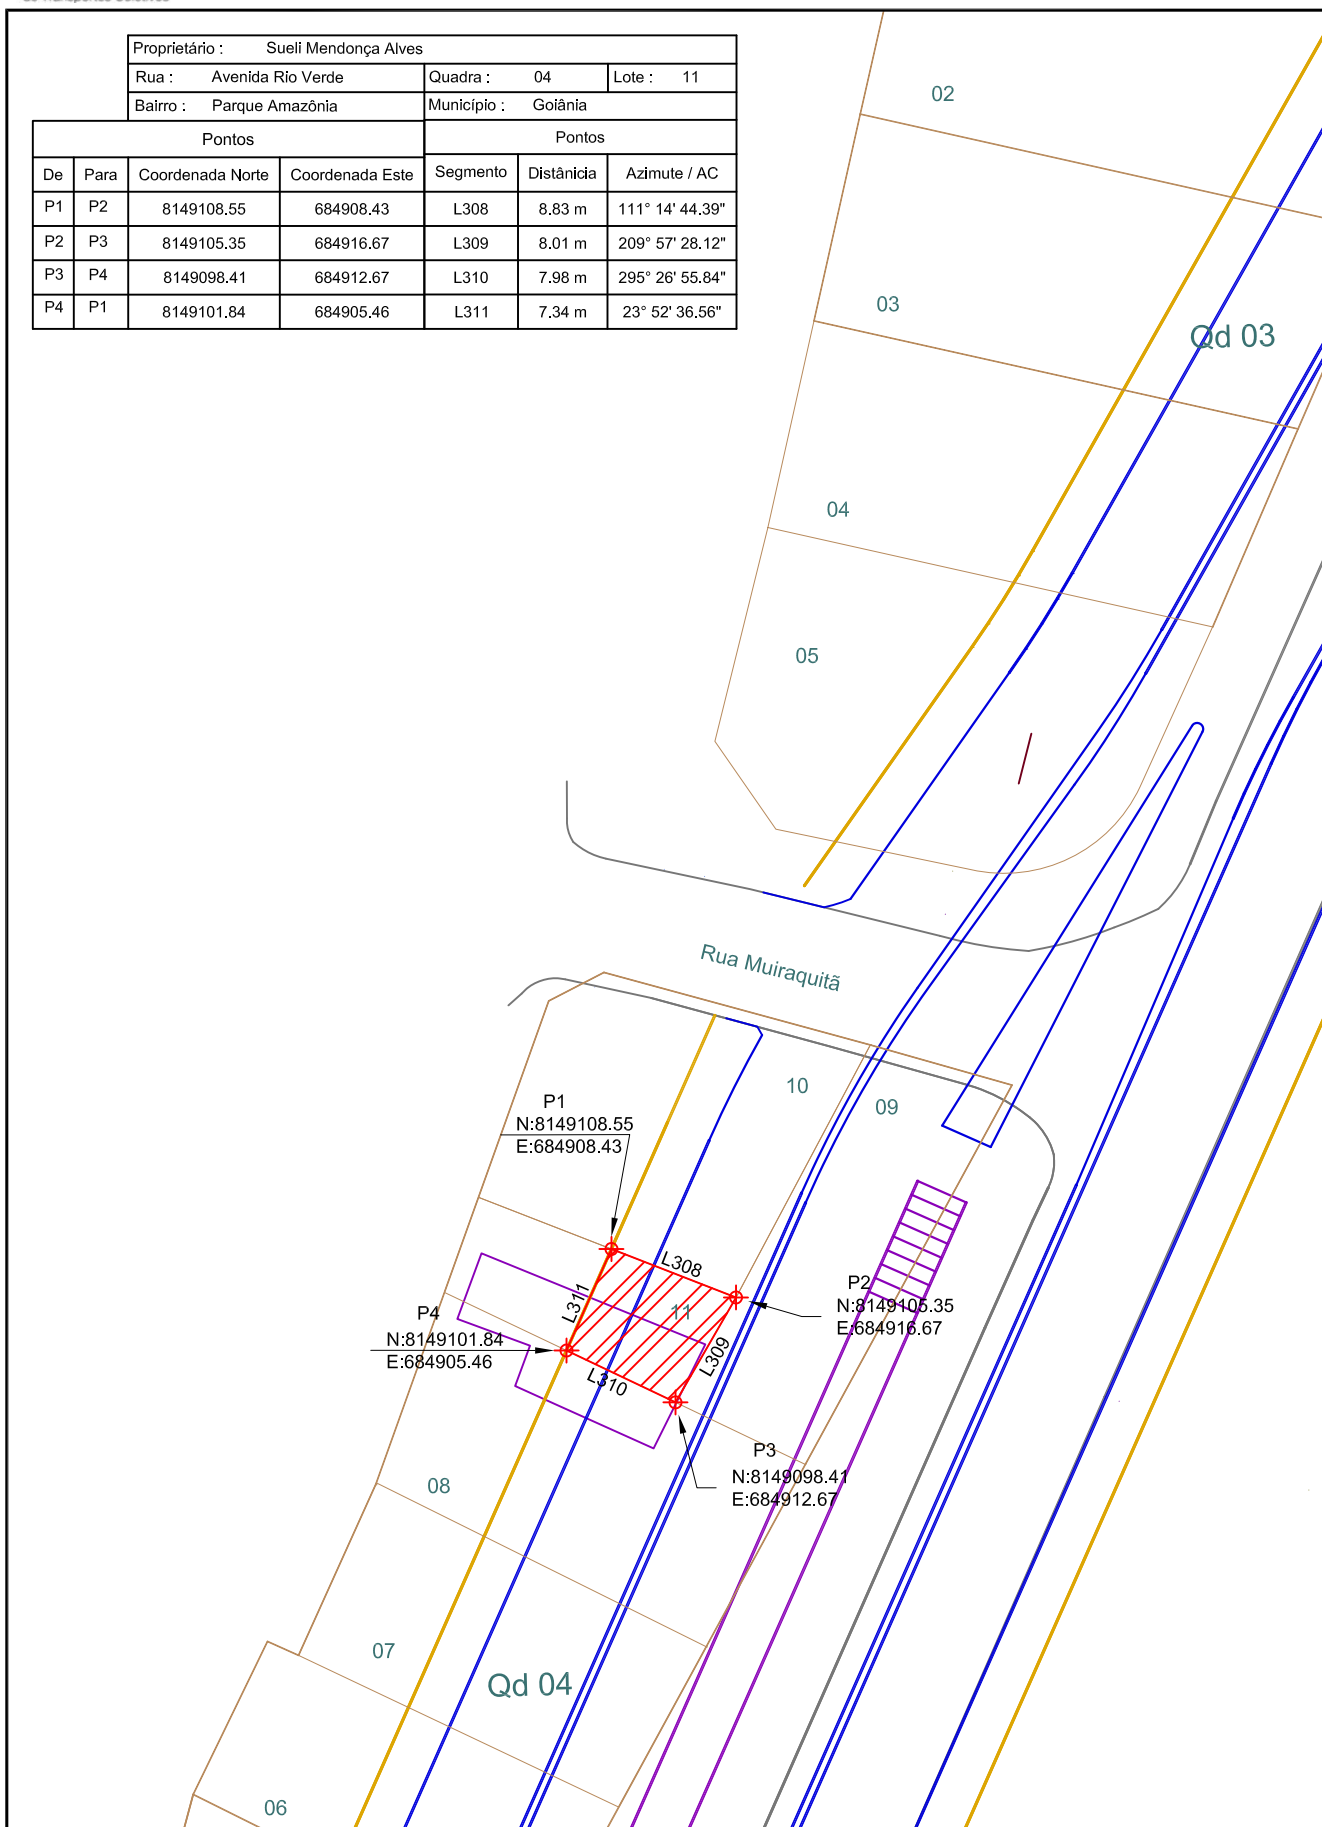 Proprietário : Sueli Mendonça Alves
Rua : Avenida Rio Verde Quadra : 04 Lote : 11
Bairro : Parque Amazônia Município : Goiânia
Pontos Pontos
De Para Coordenada Norte Coordenada Este Segmento Distânicia Azimute / AC
P1 P2 8149108.55 684908.43 L308 8.83 m 111° 14' 44.39"
P2 P3 8149105.35 684916.67 L309 8.01 m 209° 57' 28.12"
P3 P4 8149098.41 684912.67 L310 7.98 m 295° 26' 55.84"
P4 P1 8149101.84 684905.46 L311 7.34 m 23° 52' 36.56"
02
03
Qd 03
04
05
Rua Muiraquitã
10
09
P1
N:8149108.55
E:684908.43
L308
P2
N:8149105.35
E:684916.67
L311
11
P4
N:8149101.84
E:684905.46
L309
L310
P3
N:8149098.41
E:684912.67
08
07
Qd 04
06